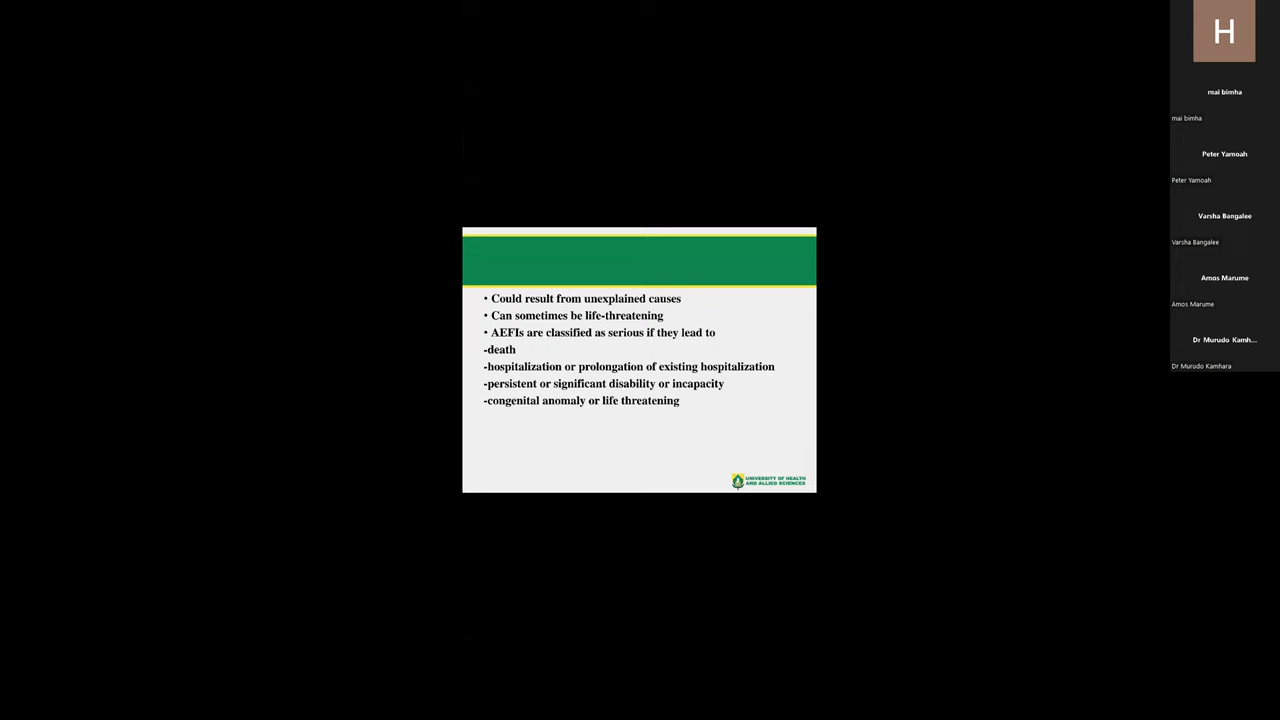 H
mai bimha
mai bimha
Peter Yamoah
Peter Yamoah
Varsha Bangalee
Varsha Bangalee
Amos Marume
Amos Marume
Dr Murudo Kamh...
Dr Murudo Kamhara
• Could result from unexplained causes
• Can sometimes be life-threatening
• AEFIs are classified as serious if they lead to
-death
-hospitalization or prolongation of existing hospitalization
-persistent or significant disability or incapacity
-congenital anomaly or life threatening
UNIVERSITY OF HEALTH
AND ALLIED SCIENCES